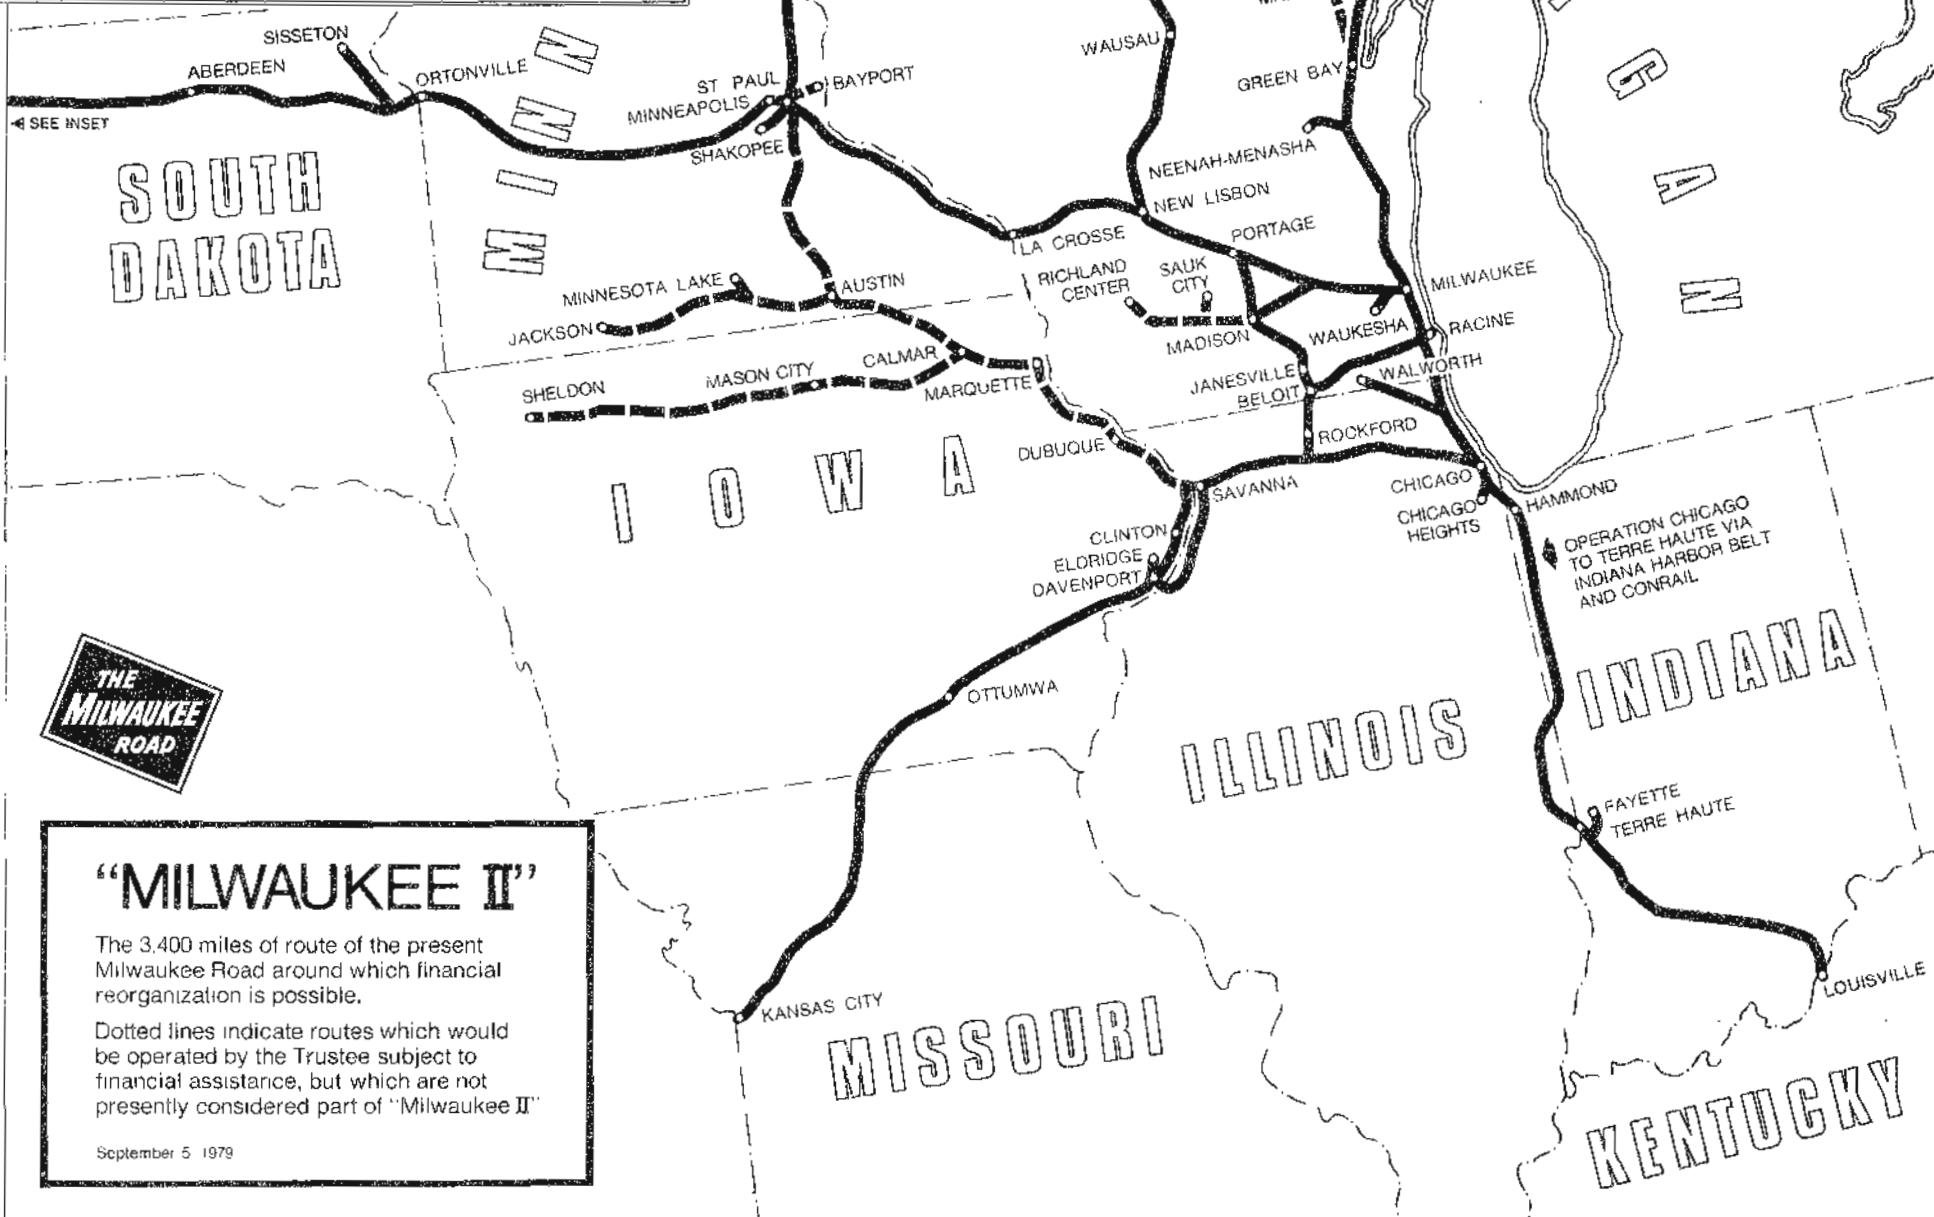 SISSETON
ABERDEEN
ORTONVILLE
◄ SEE INSET
ST PAUL
MINNEAPOLIS
BAYPORT
SHAKOPEE
WAUSAU
GREEN BAY
NEENAH-MENASHA
NEW LISBON
PORTAGE
LA CROSSE
RICHLAND
CENTER
SAUK
CITY
MILWAUKEE
MADISON
WAUKESHA
RACINE
WALWORTH
JANESVILLE
BELOIT
ROCKFORD
MINNESOTA LAKE
AUSTIN
JACKSON
CALMAR
MASON CITY
SHELDON
MARQUETTE
DUBUQUE
SAVANNA
CHICAGO
CHICAGO
HEIGHTS
HAMMOND
CLINTON
ELDRIDGE
DAVENPORT
OTTUMWA
KANSAS CITY
OPERATION CHICAGO
TO TERRE HAUTE VIA
INDIANA HARBOR BELT
AND CONRAIL
FAYETTE
TERRE HAUTE
LOUISVILLE
SOUTH
DAKOTA
MINN
GAN
IOWA
ILLINOIS
INDIANA
MISSOURI
KENTUCKY
THE
MILWAUKEE
ROAD
“MILWAUKEE II”
The 3,400 miles of route of the present
Milwaukee Road around which financial
reorganization is possible.
Dotted lines indicate routes which would
be operated by the Trustee subject to
financial assistance, but which are not
presently considered part of “Milwaukee II”
September 5 1979